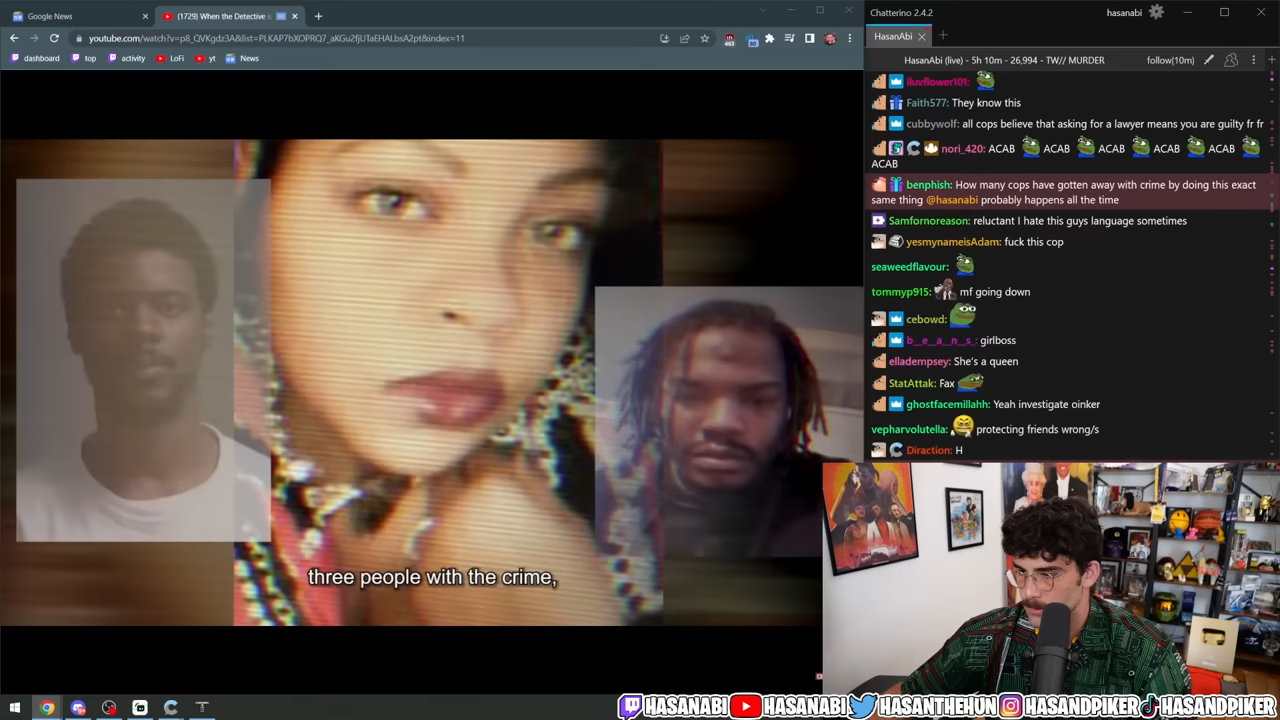 Google News
(1729) When the Detective is
youtube.com/watch?v=p8_QVKgdz3A&list=PLKAP7bXOPRQ7_aKGu2fjUTaEHALbsA2pt&index=11
463
80
dashboard
top
activity
LoFi
yt
News
three people with the crime,
Chatterino 2.4.2
hasanabi
HasanAbi
HasanAbi (live) - 5h 10m - 26,994 - TW// MURDER
follow(10m)
iluvflower101:
Faith577: They know this
cubbywolf: all cops believe that asking for a lawyer means you are guilty fr fr
nori_420: ACAB ACAB ACAB ACAB ACAB
ACAB
benphish: How many cops have gotten away with crime by doing this exact
same thing @hasanabi probably happens all the time
Samfornoreason: reluctant I hate this guys language sometimes
yesmynameisAdam: fuck this cop
seaweedflavour:
tommyp915: mf going down
cebowd:
b__e__a__n__s_: girlboss
elladempsey: She's a queen
StatAttak: Fax
ghostfacemillahh: Yeah investigate oinker
vepharvolutella: protecting friends wrong/s
Diraction: H
HASANABI HASANABI HASANTHEHUN HASANDPIKER HASANDPIKER